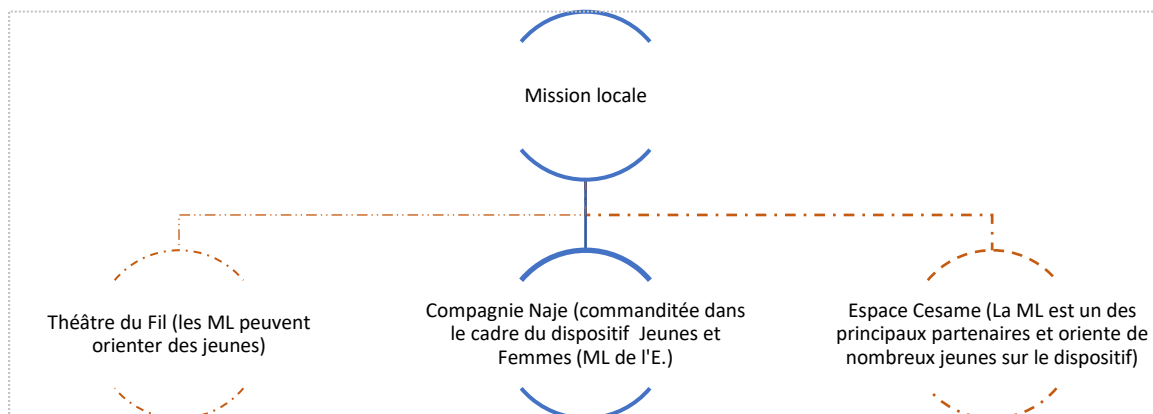 Mission locale
Théâtre du Fil (les ML peuvent
orienter des jeunes)
Compagnie Naje (commanditée dans
le cadre du dispositif  Jeunes et
Femmes (ML de l'E.)
Espace Cesame (La ML est un des
principaux partenaires et oriente de
nombreux jeunes sur le dispositif)